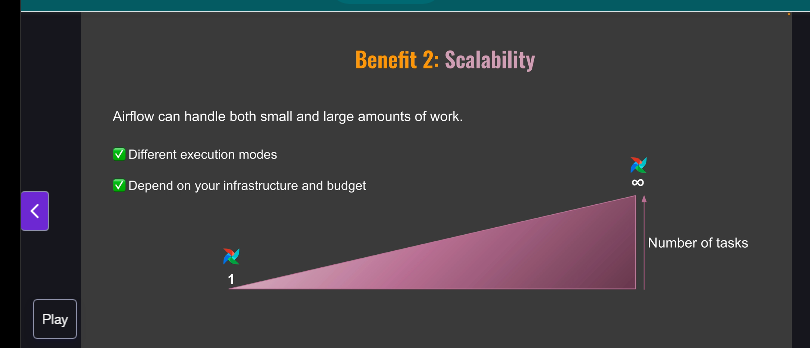 Benefit 2: Scalability
Airflow can handle both small and large amounts of work.
✅ Different execution modes
✅ Depend on your infrastructure and budget
∞
Number of tasks
1
Play